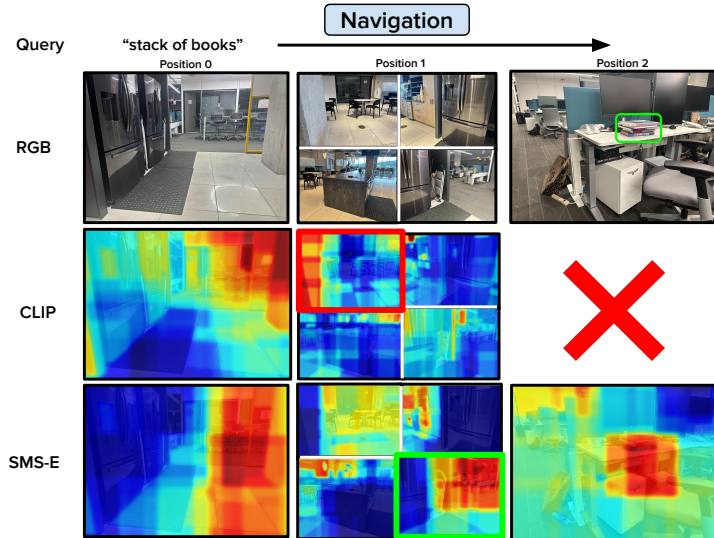 Navigation
Query "stack of books"
Position 0 Position 1 Position 2
RGB
CLIP
SMS-E